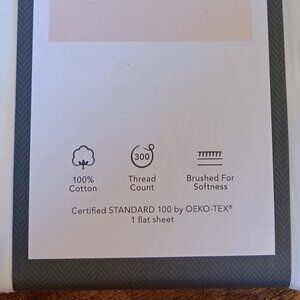 300
100%
Cotton
Thread
Count
Brushed For
Softness
Certified STANDARD 100 by OEKO-TEX®
1 flat sheet